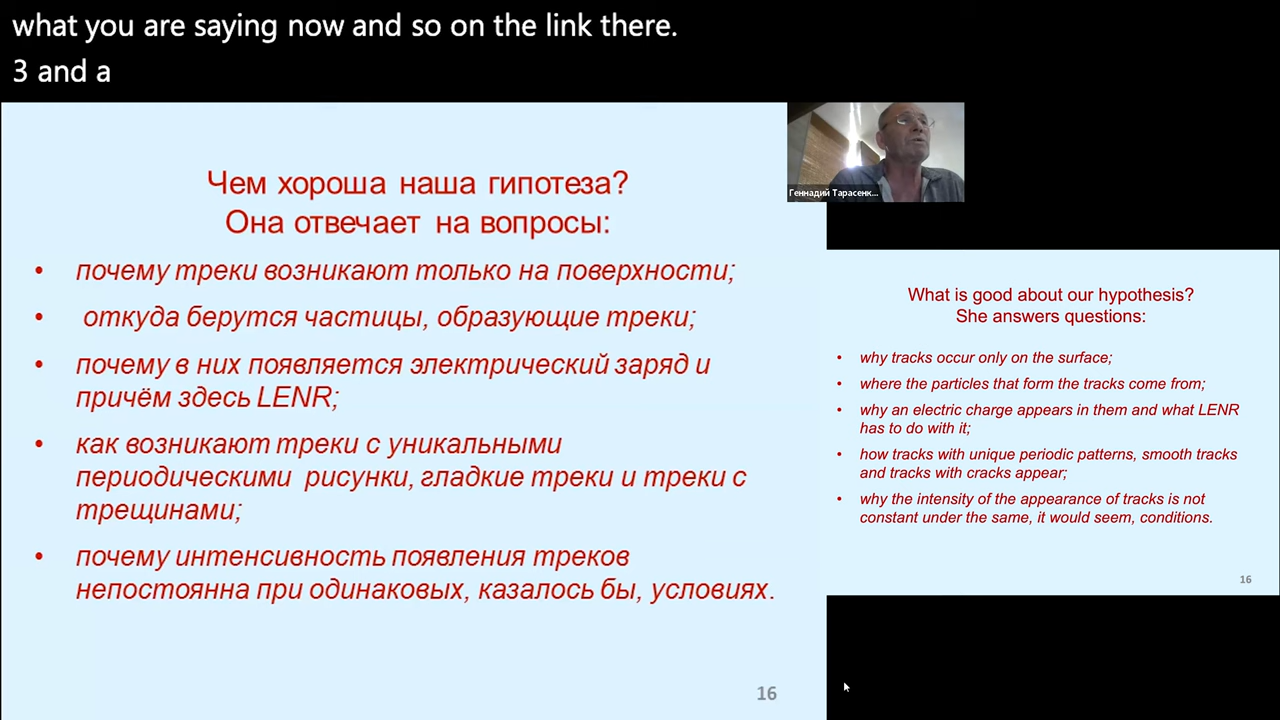 what you are saying now and so on the link there.
3 and a
Чем хороша наша гипотеза?
Она отвечает на вопросы:
• почему треки возникают только на поверхности;
• откуда берутся частицы, образующие треки;
• почему в них появляется электрический заряд и
причём здесь LENR;
• как возникают треки с уникальными
периодическими рисунки, гладкие треки и треки с
трещинами;
• почему интенсивность появления треков
непостоянна при одинаковых, казалось бы, условиях.
16
Геннадий Тарасенк...
What is good about our hypothesis?
She answers questions:
• why tracks occur only on the surface;
• where the particles that form the tracks come from;
• why an electric charge appears in them and what LENR
has to do with it;
• how tracks with unique periodic patterns, smooth tracks
and tracks with cracks appear;
• why the intensity of the appearance of tracks is not
constant under the same, it would seem, conditions.
16